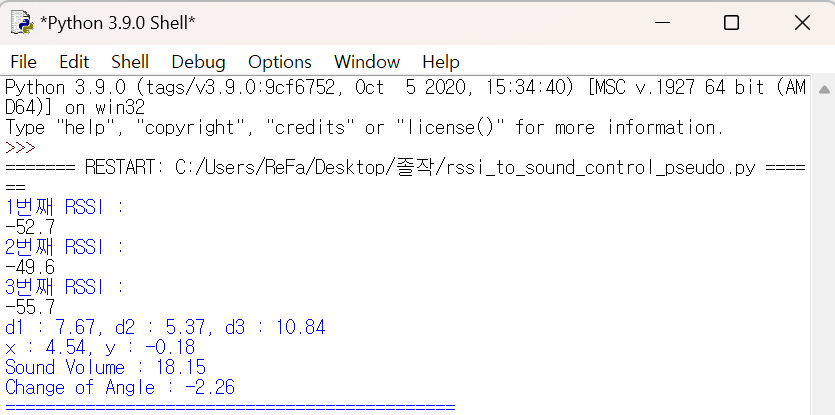 *Python 3.9.0 Shell*
File Edit Shell Debug Options Window Help
Python 3.9.0 (tags/v3.9.0:9cf6752, Oct  5 2020, 15:34:40) [MSC v.1927 64 bit (AM
D64)] on win32
Type "help", "copyright", "credits" or "license()" for more information.
>>>
======= RESTART: C:/Users/ReFa/Desktop/졸작/rssi_to_sound_control_pseudo.py ====
==
1번째 RSSI :
-52.7
2번째 RSSI :
-49.6
3번째 RSSI :
-55.7
d1 : 7.67, d2 : 5.37, d3 : 10.84
x : 4.54, y : -0.18
Sound Volume : 18.15
Change of Angle : -2.26
=============================================